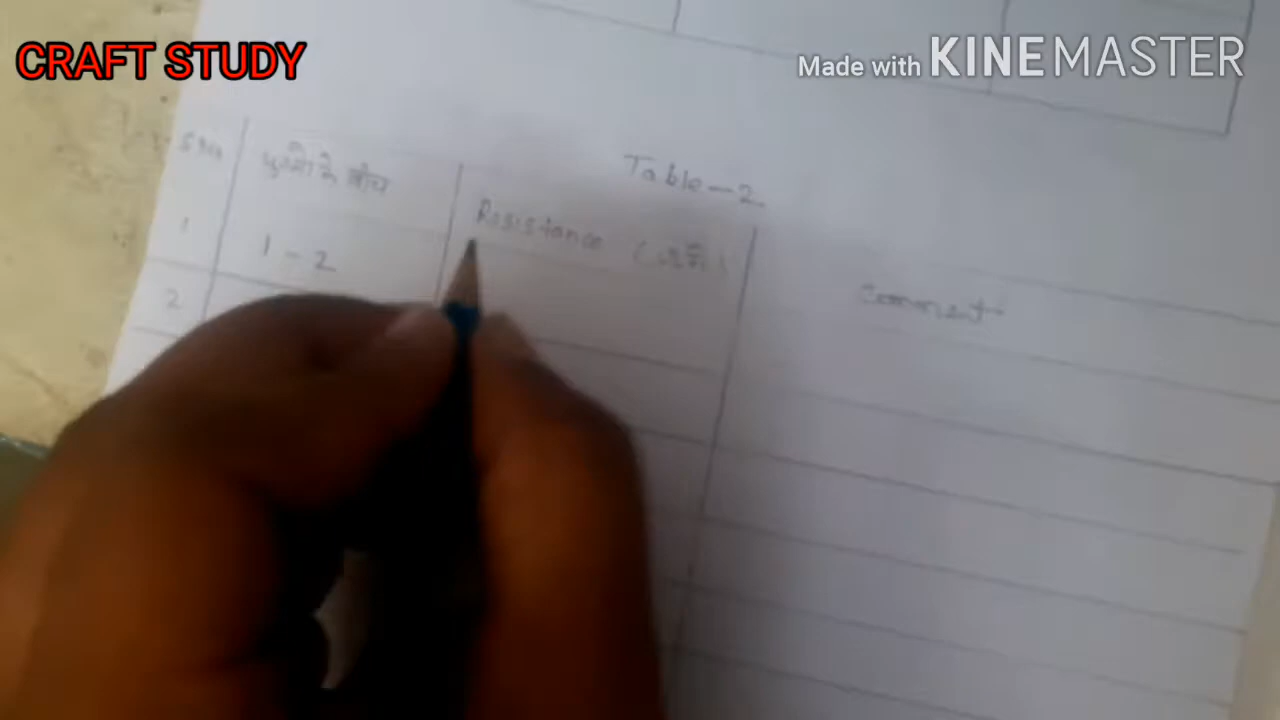 CRAFT STUDY
Made with KINEMASTER
Table-2
S.No. के बीच Resistance Comment
1 1-2
2